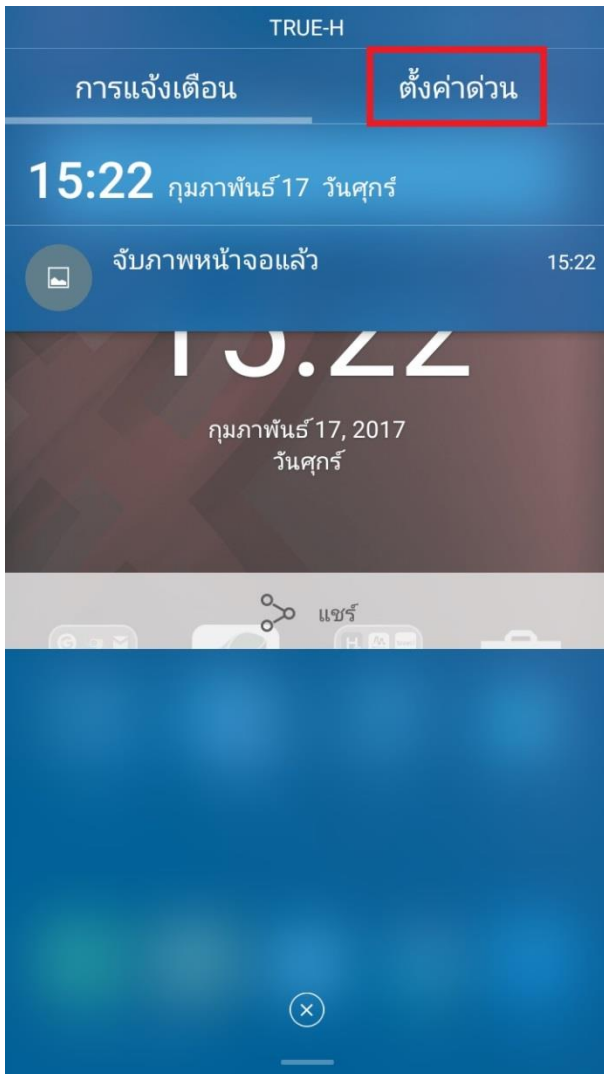 TRUE-H
การแจ้งเตือน ตั้งค่าด่วน
15:22 กุมภาพันธ์ 17 วันศุกร์
จับภาพหน้าจอแล้ว 15:22
15:22
กุมภาพันธ์ 17, 2017
วันศุกร์
แชร์